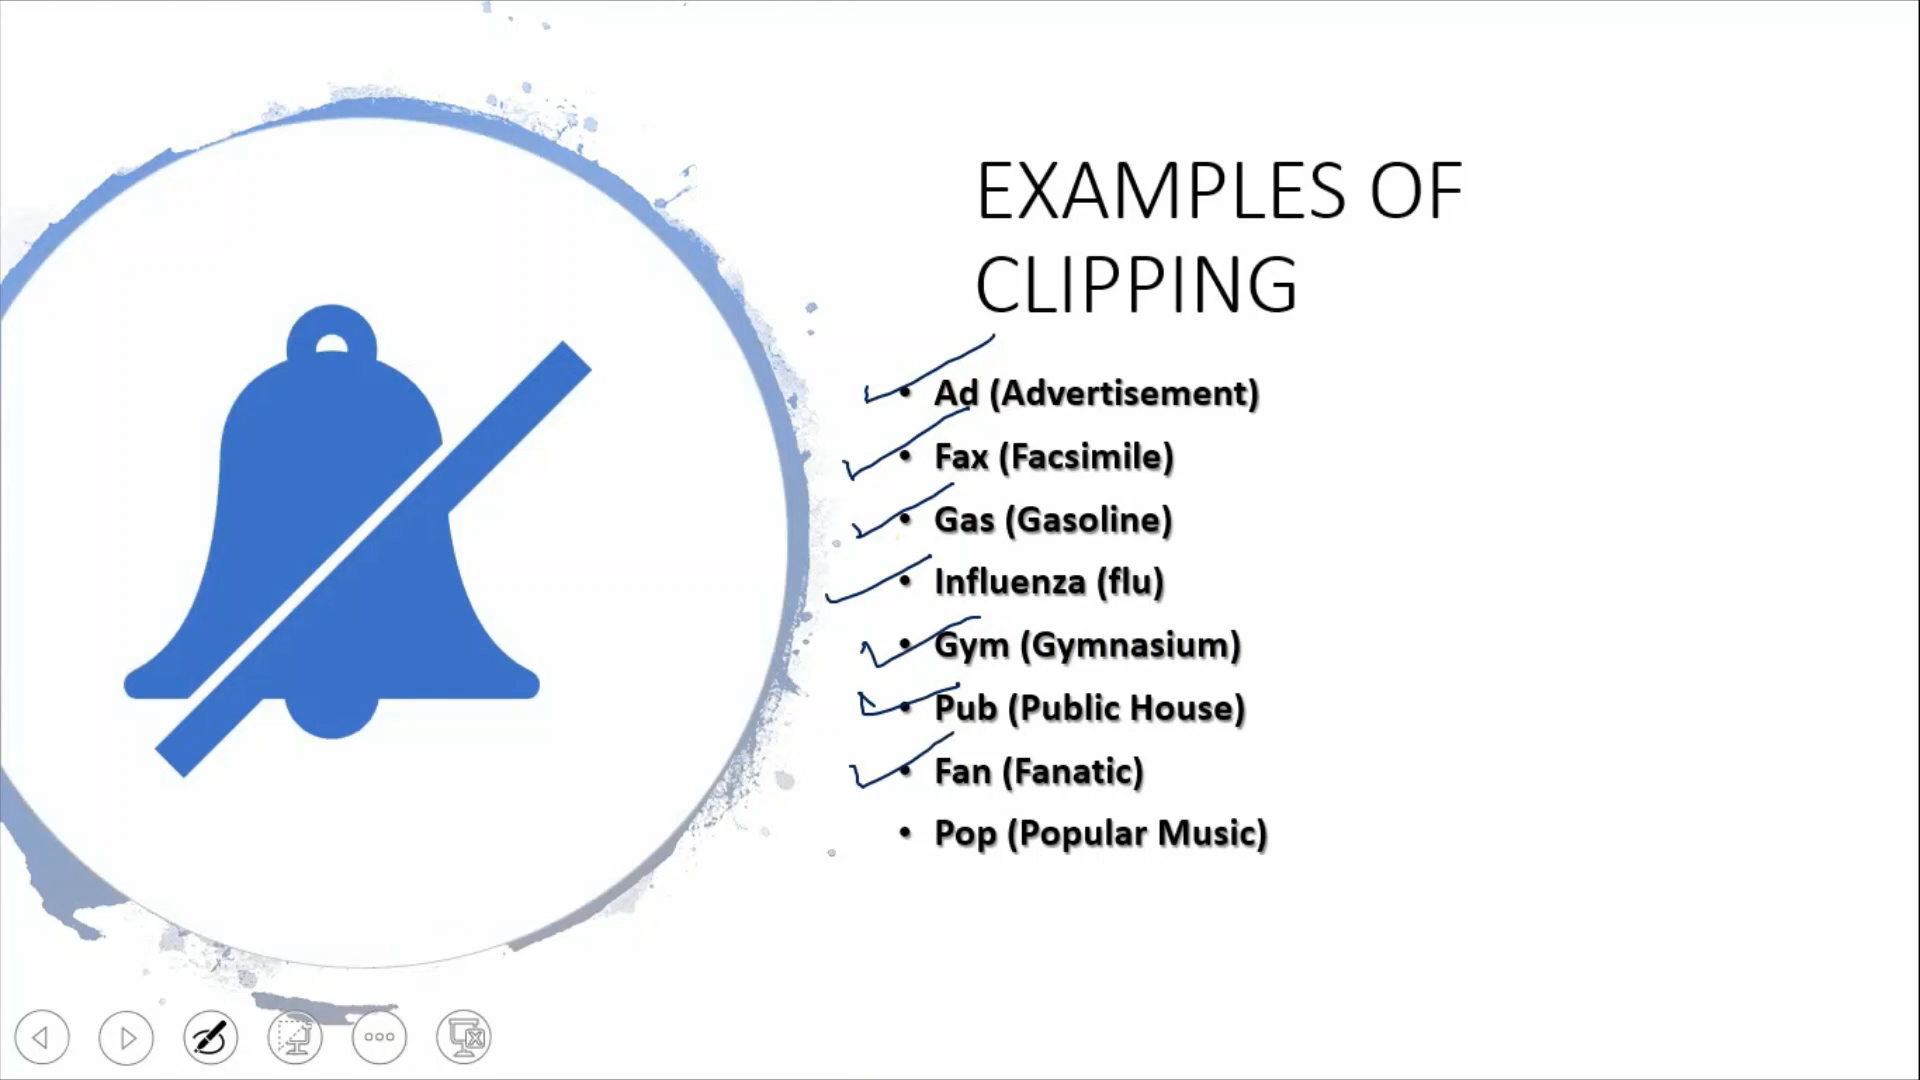 EXAMPLES OF
CLIPPING
• Ad (Advertisement)
• Fax (Facsimile)
• Gas (Gasoline)
• Influenza (flu)
• Gym (Gymnasium)
• Pub (Public House)
• Fan (Fanatic)
• Pop (Popular Music)